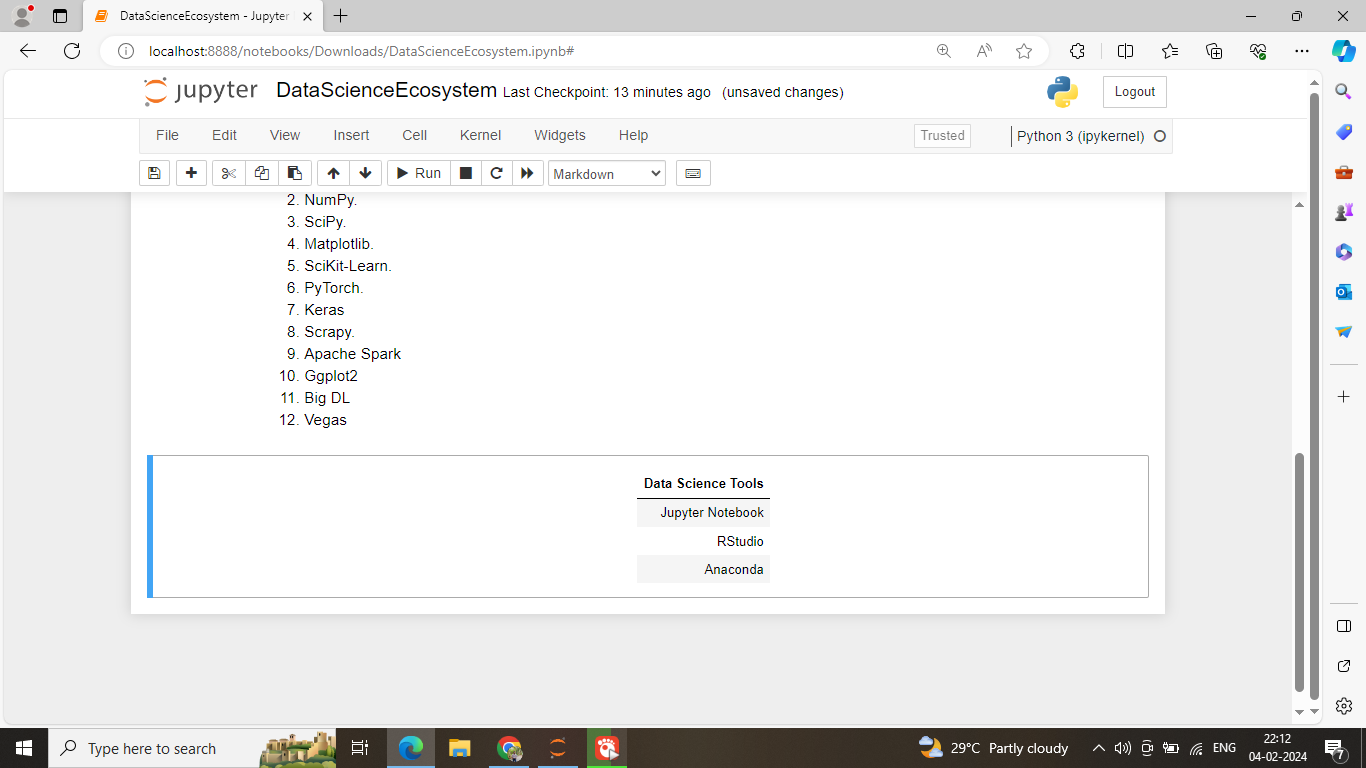 DataScienceEcosystem - Jupyter
localhost:8888/notebooks/Downloads/DataScienceEcosystem.ipynb#
jupyter DataScienceEcosystem Last Checkpoint: 13 minutes ago (unsaved changes)
Logout
File Edit View Insert Cell Kernel Widgets Help Trusted Python 3 (ipykernel)
Run Markdown
2. NumPy.
3. SciPy.
4. Matplotlib.
5. SciKit-Learn.
6. PyTorch.
7. Keras
8. Scrapy.
9. Apache Spark
10. Ggplot2
11. Big DL
12. Vegas
Data Science Tools
Jupyter Notebook
RStudio
Anaconda
Type here to search
29°C Partly cloudy
ENG
22:12
04-02-2024
7